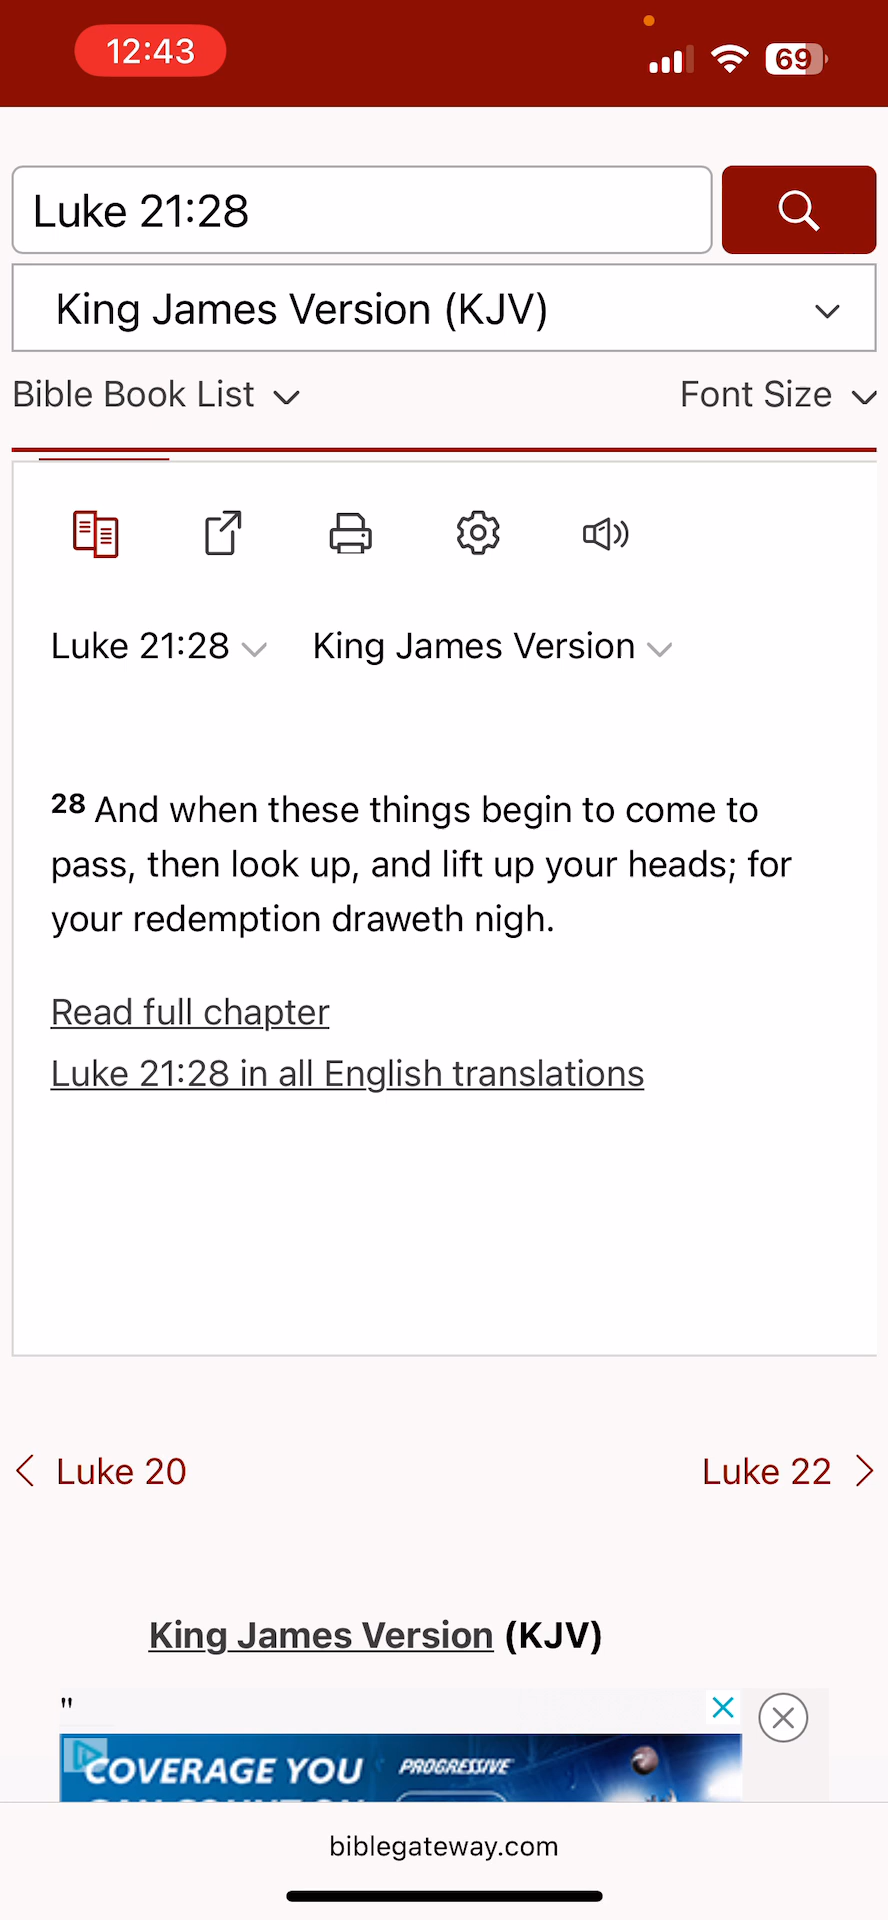 12:43
69
Luke 21:28
King James Version (KJV)
Bible Book List
Font Size
Luke 21:28
King James Version
28 And when these things begin to come to
pass, then look up, and lift up your heads; for
your redemption draweth nigh.
Read full chapter
Luke 21:28 in all English translations
Luke 20
Luke 22
King James Version (KJV)
"
COVERAGE YOU
PROGRESSIVE
biblegateway.com